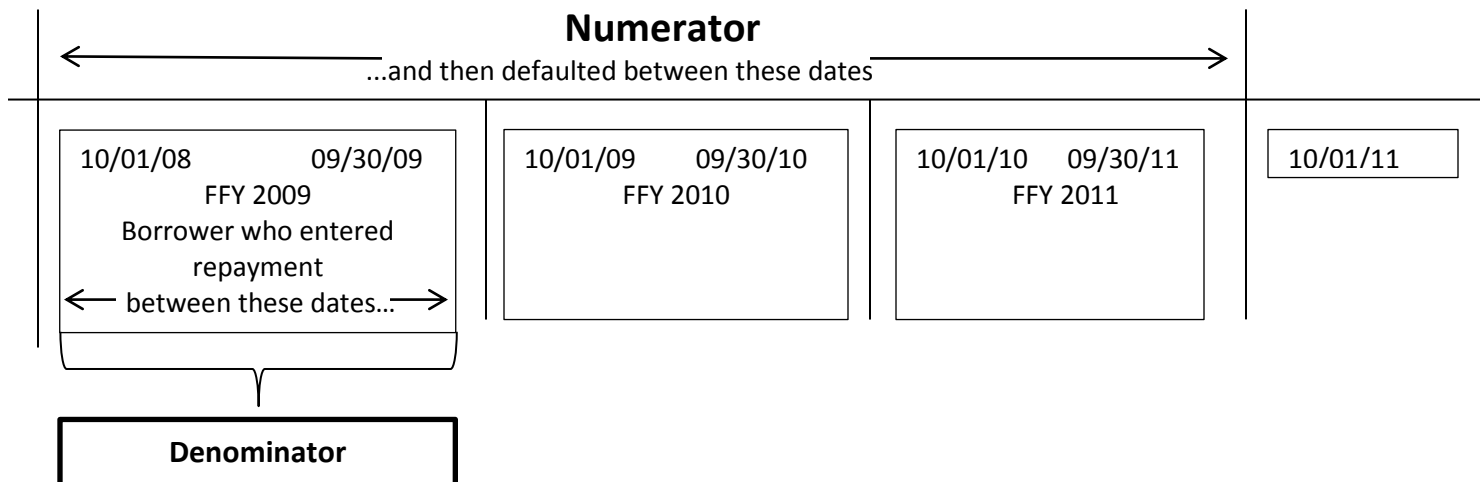 Numerator
...and then defaulted between these dates
10/01/08 09/30/09
FFY 2009
Borrower who entered
repayment
between these dates...
10/01/09 09/30/10
FFY 2010
10/01/10 09/30/11
FFY 2011
10/01/11
Denominator